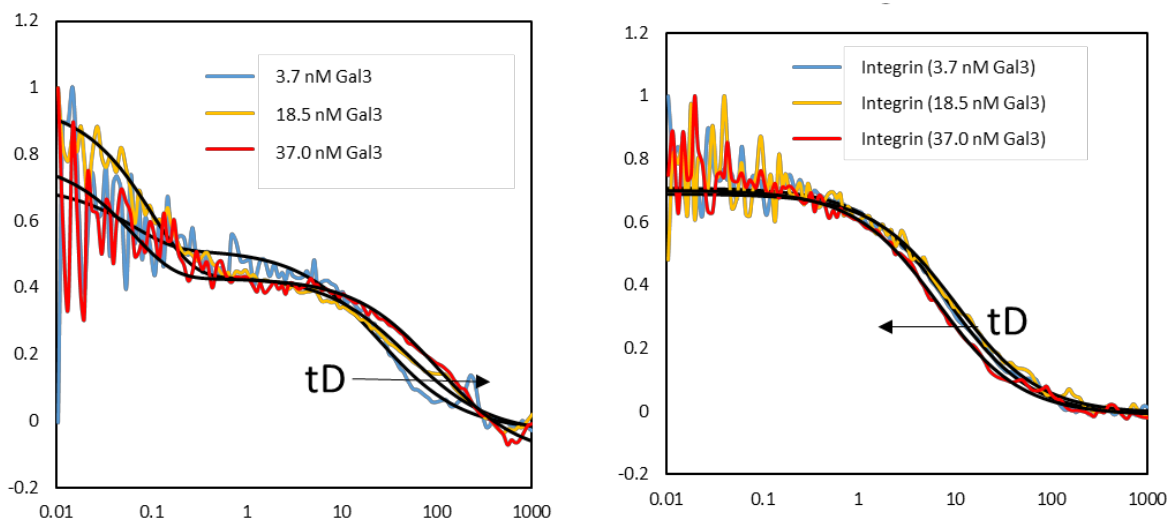 1.2
1
0.8
0.6
0.4
0.2
0
-0.2
0.01 0.1 1 10 100 1000
3.7 nM Gal3
18.5 nM Gal3
37.0 nM Gal3
tD
1.2
1
0.8
0.6
0.4
0.2
0
-0.2
0.01 0.1 1 10 100 1000
Integrin (3.7 nM Gal3)
Integrin (18.5 nM Gal3)
Integrin (37.0 nM Gal3)
tD